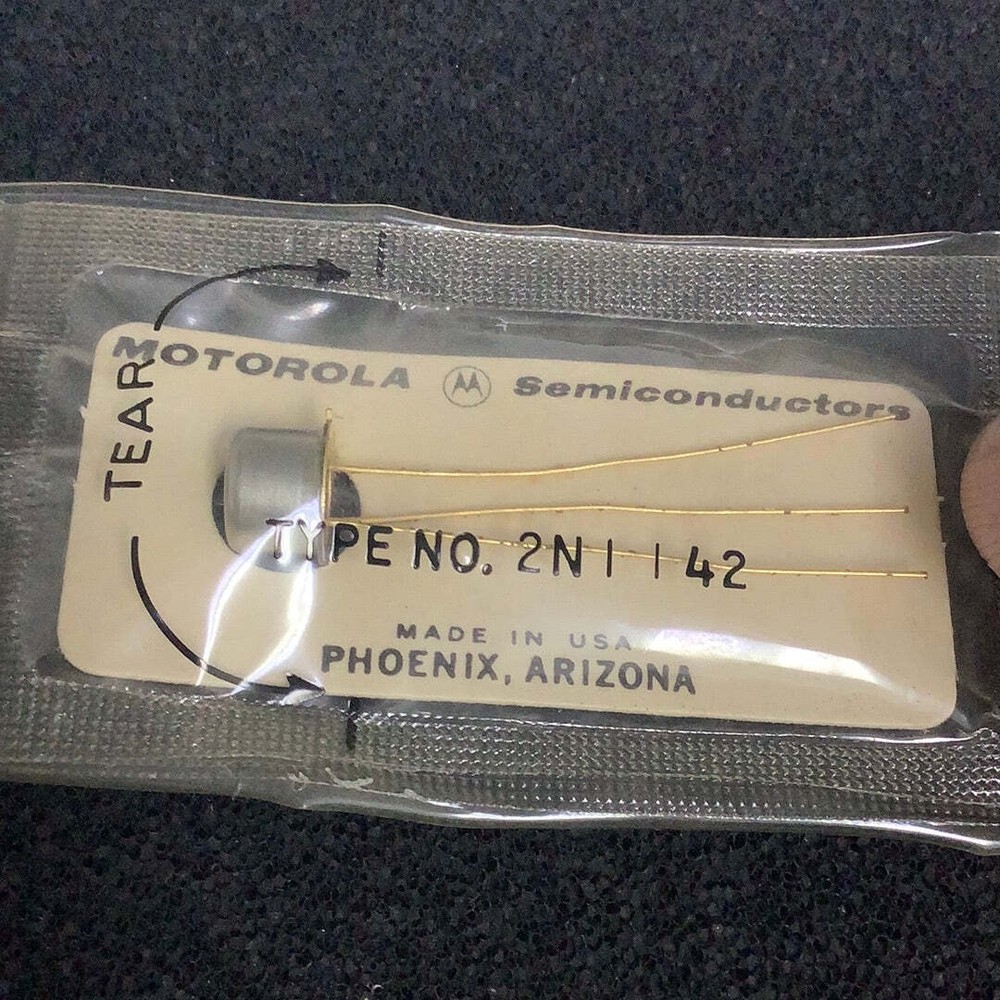 MOTOROLA Semiconductors
TEAR
TYPE NO. 2N1142
MADE IN USA
PHOENIX, ARIZONA